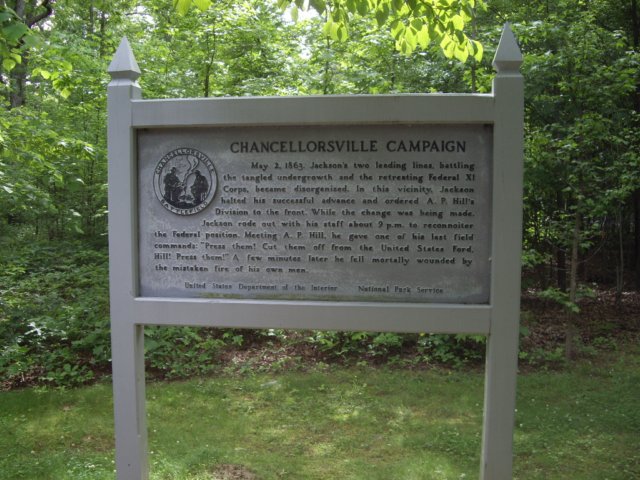 CHANCELLORSVILLE CAMPAIGN
CHANCELLORSVILLE
BATTLEFIELD
May 2, 1863. Jackson's two leading lines, battling
the tangled undergrowth and the retreating Federal XI
Corps, became disorganized. In this vicinity, Jackson
halted his successful advance and ordered A. P. Hill's
Division to the front. While the change was being made,
Jackson rode out with his staff about 9 p.m. to reconnoiter
the Federal position. Meeting A. P. Hill, he gave one of his last field
commands: "Press them! Cut them off from the United States Ford,
Hill! Press them!" A few minutes later he fell mortally wounded by
the mistaken fire of his own men.
United States Department of the Interior National Park Service